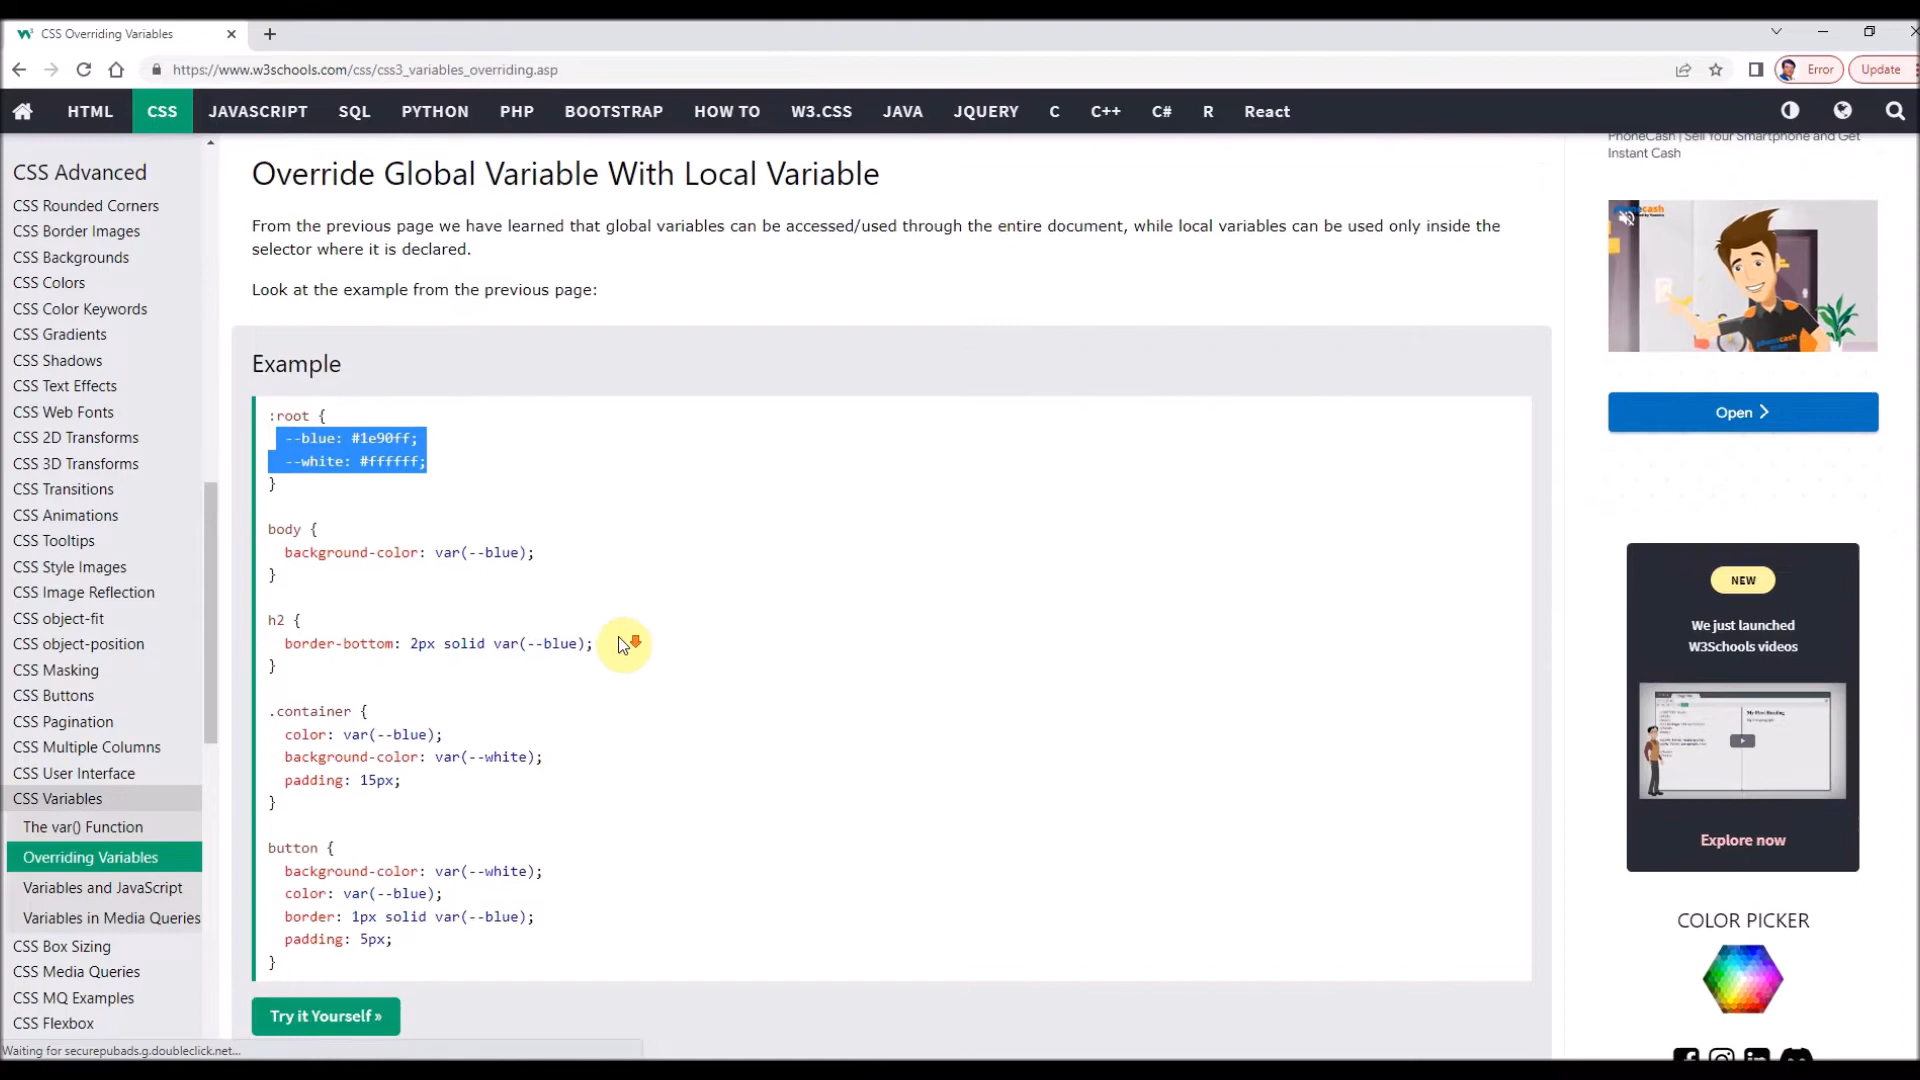 CSS Overriding Variables
https://www.w3schools.com/css/css3_variables_overriding.asp
Error
Update
HTML
CSS
JAVASCRIPT
SQL
PYTHON
PHP
BOOTSTRAP
HOW TO
W3.CSS
JAVA
JQUERY
C
C++
C#
R
React
CSS Advanced
CSS Rounded Corners
CSS Border Images
CSS Backgrounds
CSS Colors
CSS Color Keywords
CSS Gradients
CSS Shadows
CSS Text Effects
CSS Web Fonts
CSS 2D Transforms
CSS 3D Transforms
CSS Transitions
CSS Animations
CSS Tooltips
CSS Style Images
CSS Image Reflection
CSS object-fit
CSS object-position
CSS Masking
CSS Buttons
CSS Pagination
CSS Multiple Columns
CSS User Interface
CSS Variables
The var() Function
Overriding Variables
Variables and JavaScript
Variables in Media Queries
CSS Box Sizing
CSS Media Queries
CSS MQ Examples
CSS Flexbox
Waiting for securepubads.g.doubleclick.net...
Override Global Variable With Local Variable
From the previous page we have learned that global variables can be accessed/used through the entire document, while local variables can be used only inside the
selector where it is declared.
Look at the example from the previous page:
Example
:root {
--blue: #1e90ff;
--white: #ffffff;
}
body {
background-color: var(--blue);
}
h2 {
border-bottom: 2px solid var(--blue);
}
.container {
color: var(--blue);
background-color: var(--white);
padding: 15px;
}
button {
background-color: var(--white);
color: var(--blue);
border: 1px solid var(--blue);
padding: 5px;
}
Try it Yourself »
PhoneCash | Sell Your Smartphone and Get
Instant Cash
Open
NEW
We just launched
W3Schools videos
Explore now
COLOR PICKER